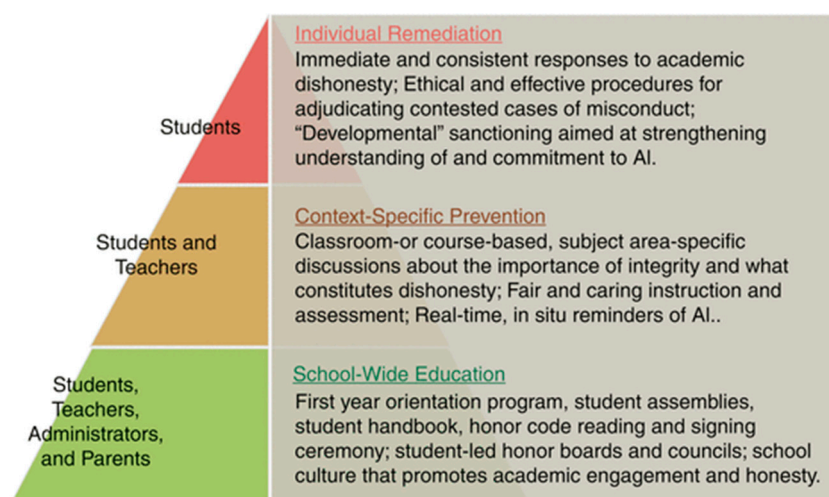 Students
Individual Remediation
Immediate and consistent responses to academic
dishonesty; Ethical and effective procedures for
adjudicating contested cases of misconduct;
“Developmental” sanctioning aimed at strengthening
understanding of and commitment to AI.
Students and
Teachers
Context-Specific Prevention
Classroom-or course-based, subject area-specific
discussions about the importance of integrity and what
constitutes dishonesty; Fair and caring instruction and
assessment; Real-time, in situ reminders of AI..
Students,
Teachers,
Administrators,
and Parents
School-Wide Education
First year orientation program, student assemblies,
student handbook, honor code reading and signing
ceremony; student-led honor boards and councils; school
culture that promotes academic engagement and honesty.